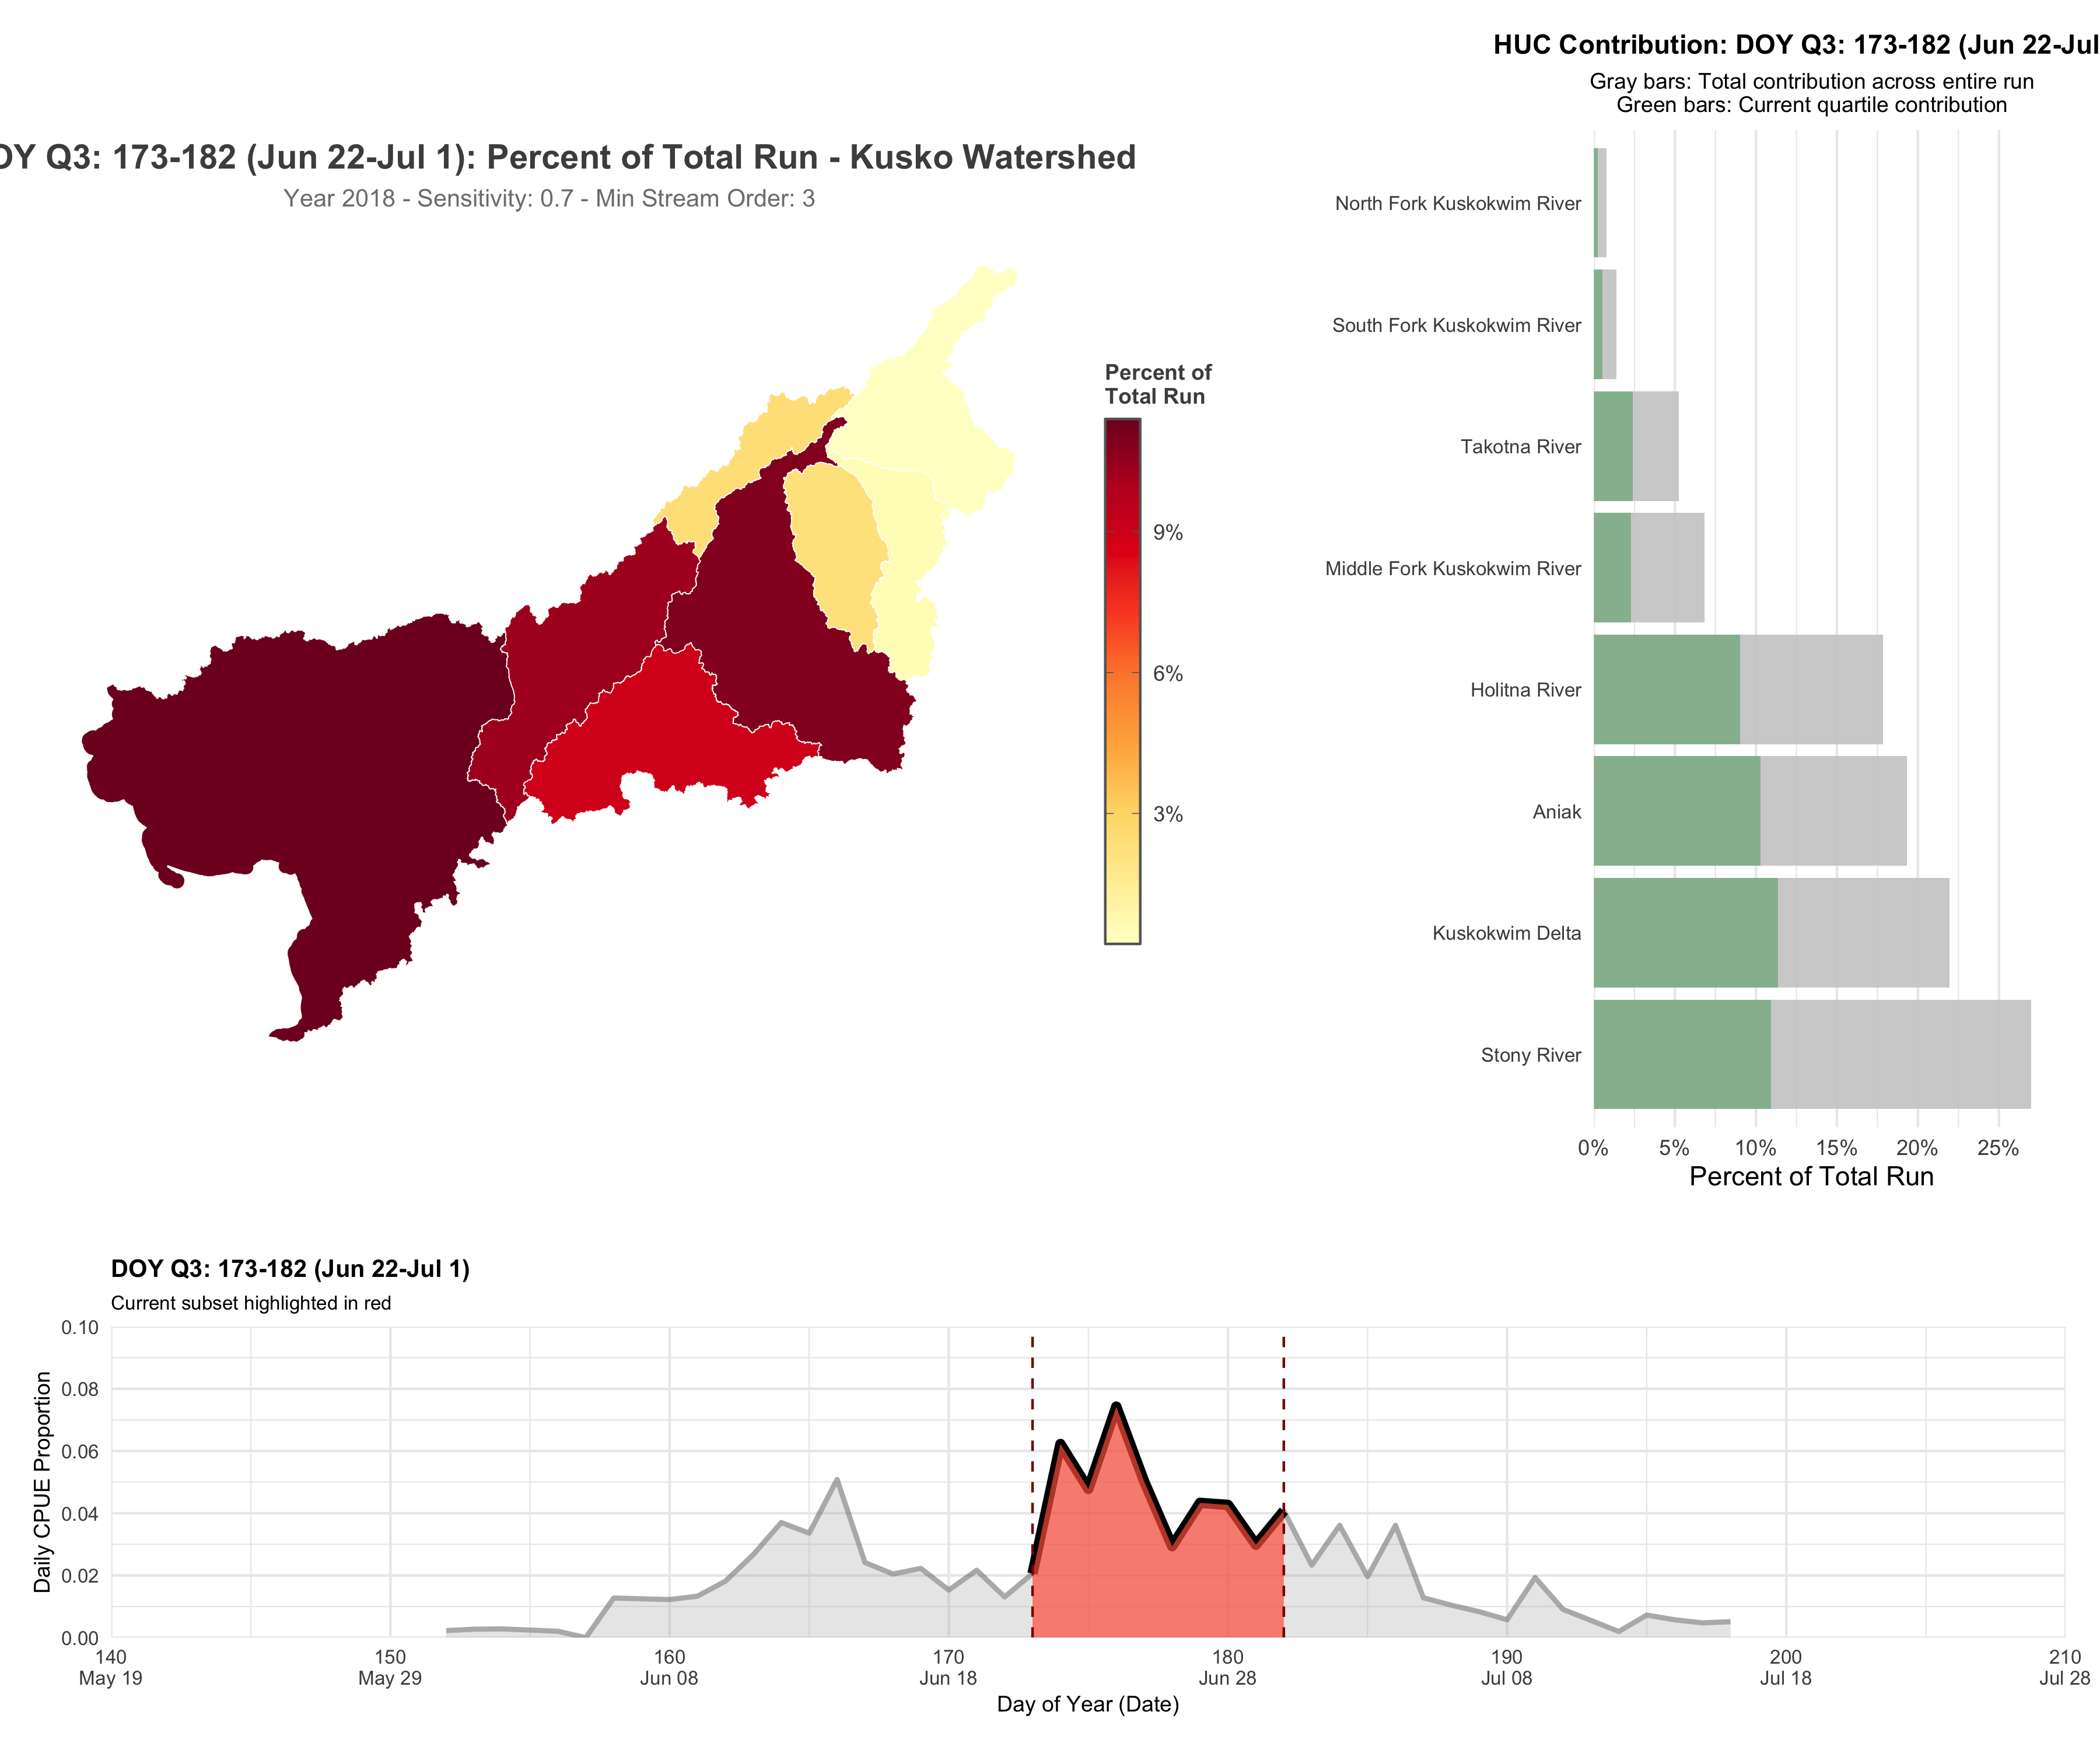 HUC Contribution: DOY Q3: 173-182 (Jun 22-Jul
Gray bars: Total contribution across entire run
Green bars: Current quartile contribution
OY Q3: 173-182 (Jun 22-Jul 1): Percent of Total Run - Kusko Watershed
Year 2018 - Sensitivity: 0.7 - Min Stream Order: 3
Percent of
Total Run
9%
6%
3%
North Fork Kuskokwim River
South Fork Kuskokwim River
Takotna River
Middle Fork Kuskokwim River
Holitna River
Aniak
Kuskokwim Delta
Stony River
0% 5% 10% 15% 20% 25%
Percent of Total Run
DOY Q3: 173-182 (Jun 22-Jul 1)
Current subset highlighted in red
Daily CPUE Proportion
0.10
0.08
0.06
0.04
0.02
0.00
140 150 160 170 180 190 200 210
May 19 May 29 Jun 08 Jun 18 Jun 28 Jul 08 Jul 18 Jul 28
Day of Year (Date)